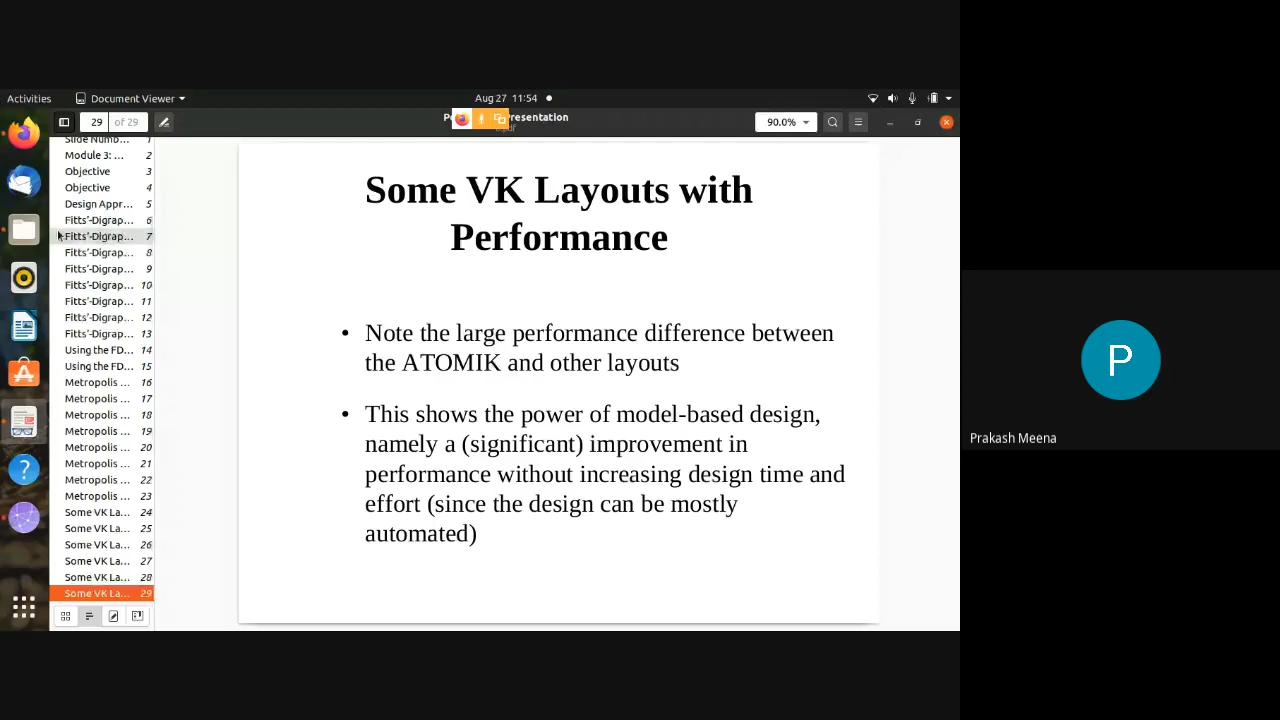 Activities
Document Viewer
Aug 27 11:54
29 of 29
resentation
90.0%
Slide Numb... 1
Module 3: ... 2
Objective 3
Objective 4
Design Appr... 5
Fitts'-Digrap... 6
Fitts'-Digrap... 7
Fitts'-Digrap... 8
Fitts'-Digrap... 9
Fitts'-Digrap... 10
Fitts'-Digrap... 11
Fitts'-Digrap... 12
Fitts'-Digrap... 13
Using the FD... 14
Using the FD... 15
Metropolis ... 16
Metropolis ... 17
Metropolis ... 18
Metropolis ... 19
Metropolis ... 20
Metropolis ... 21
Metropolis ... 22
Metropolis ... 23
Some VK La... 24
Some VK La... 25
Some VK La... 26
Some VK La... 27
Some VK La... 28
Some VK La... 29
Some VK Layouts with
Performance
• Note the large performance difference between
the ATOMIK and other layouts
• This shows the power of model-based design,
namely a (significant) improvement in
performance without increasing design time and
effort (since the design can be mostly
automated)
P
Prakash Meena